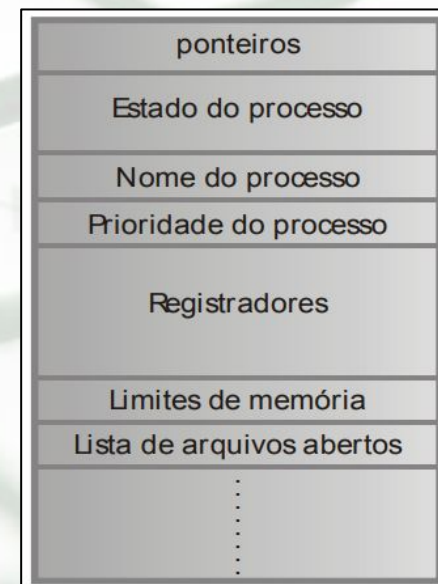 ponteiros
Estado do processo
Nome do processo
Prioridade do processo
Registradores
Limites de memória
Lista de arquivos abertos